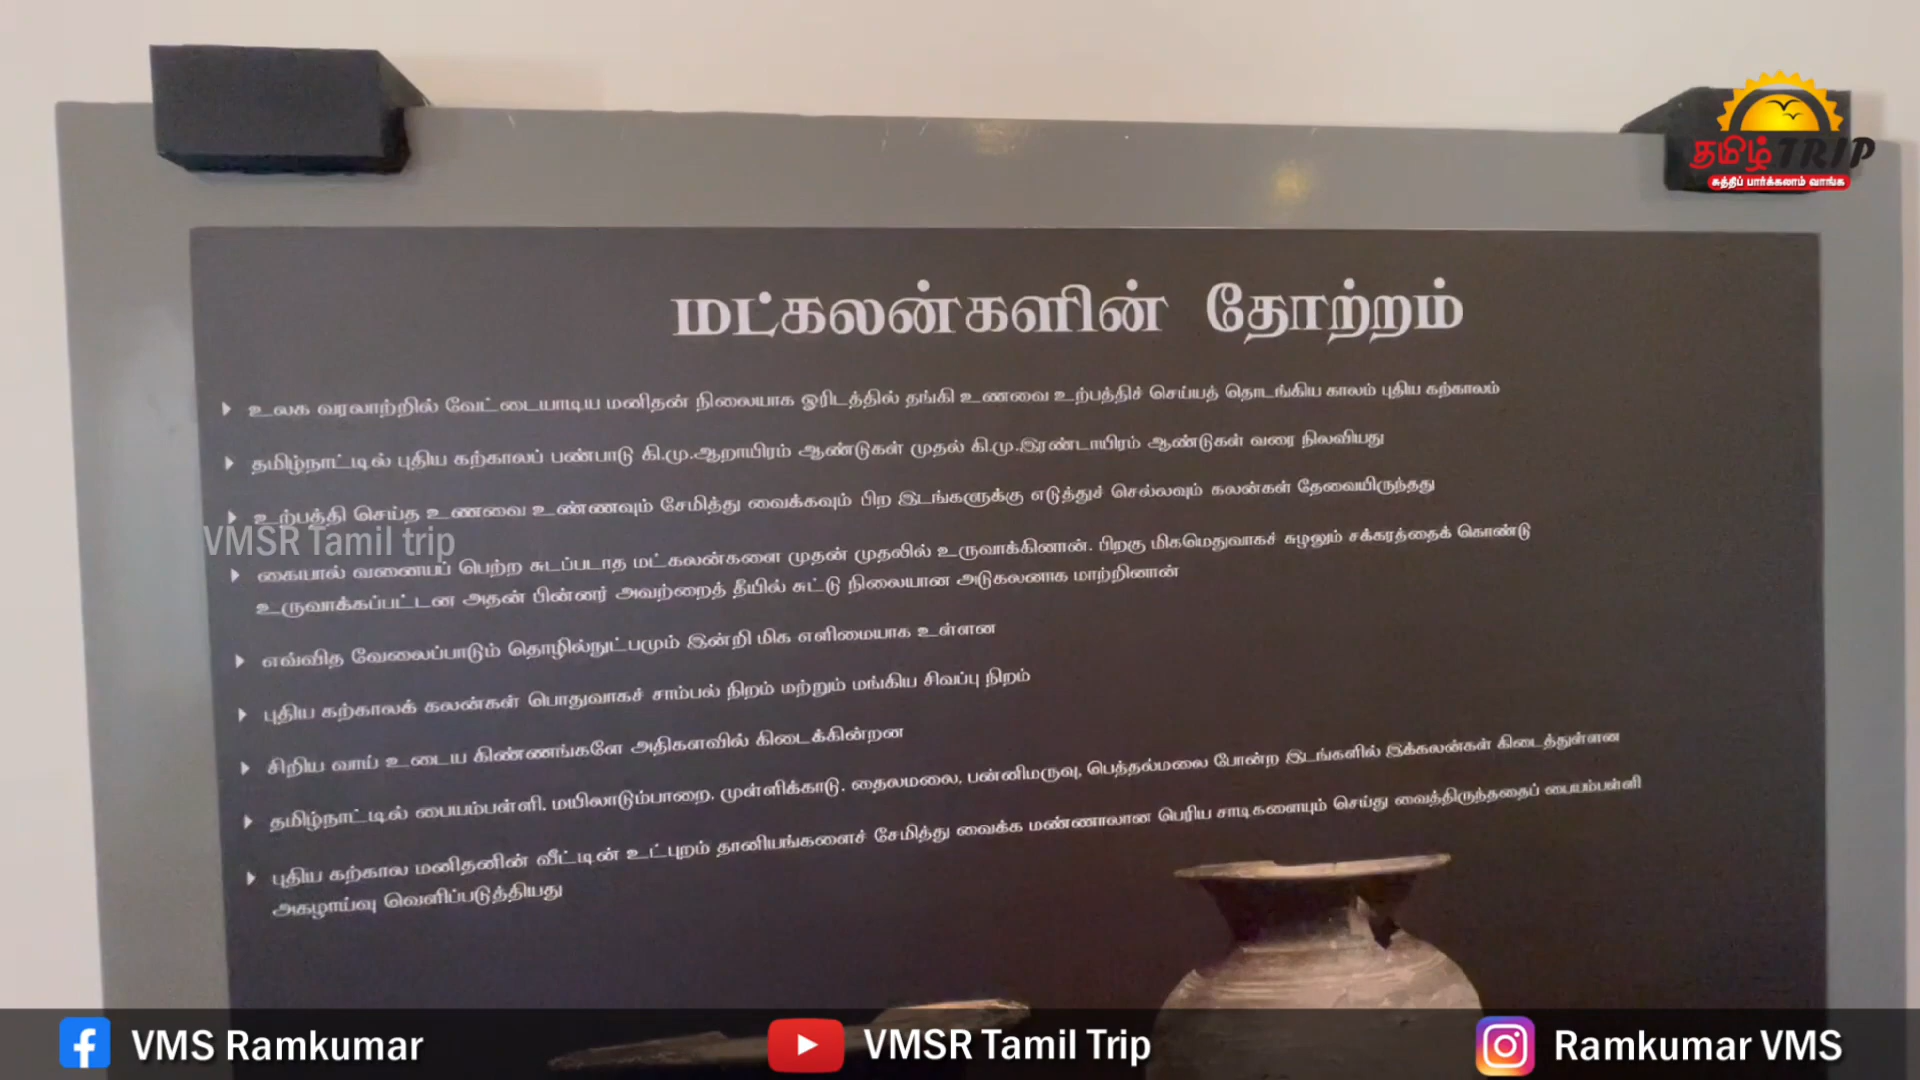 தமிழ் TRIP
சுத்திப் பார்க்கலாம் வாங்க
மட்கலன்களின் தோற்றம்
உலக வரலாற்றில் வேட்டையாடிய மனிதன் நிலையாக ஓரிடத்தில் தங்கி உணவை உற்பத்திச் செய்யத் தொடங்கிய காலம் புதிய கற்காலம்
தமிழ்நாட்டில் புதிய கற்காலப் பண்பாடு கி.மு.ஆறாயிரம் ஆண்டுகள் முதல் கி.மு.இரண்டாயிரம் ஆண்டுகள் வரை நிலவியது
உற்பத்தி செய்த உணவை உண்ணவும் சேமித்து வைக்கவும் பிற இடங்களுக்கு எடுத்துச் செல்லவும் கலன்கள் தேவையிருந்தது
VMSR Tamil trip
கையால் வனையப் பெற்ற சுடப்படாத மட்கலன்களை முதன் முதலில் உருவாக்கினான். பிறகு மிகமெதுவாகச் சுழலும் சக்கரத்தைக் கொண்டு
உருவாக்கப்பட்டன அதன் பின்னர் அவற்றைத் தீயில் சுட்டு நிலையான அடுகலனாக மாற்றினான்
எவ்வித வேலைப்பாடும் தொழில்நுட்பமும் இன்றி மிக எளிமையாக உள்ளன
புதிய கற்காலக் கலன்கள் பொதுவாகச் சாம்பல் நிறம் மற்றும் மங்கிய சிவப்பு நிறம்
சிறிய வாய் உடைய கிண்ணங்களே அதிகளவில் கிடைக்கின்றன
தமிழ்நாட்டில் பையம்பள்ளி, மயிலாடும்பாறை, முள்ளிக்காடு, தைலமலை, பன்னிமருவு, பெத்தல்மலை போன்ற இடங்களில் இக்கலன்கள் கிடைத்துள்ளன
புதிய கற்கால மனிதனின் வீட்டின் உட்புறம் தானியங்களைச் சேமித்து வைக்க மண்ணாலான பெரிய சாடிகளையும் செய்து வைத்திருந்ததைப் பையம்பள்ளி
அகழாய்வு வெளிப்படுத்தியது
VMS Ramkumar
VMSR Tamil Trip
Ramkumar VMS